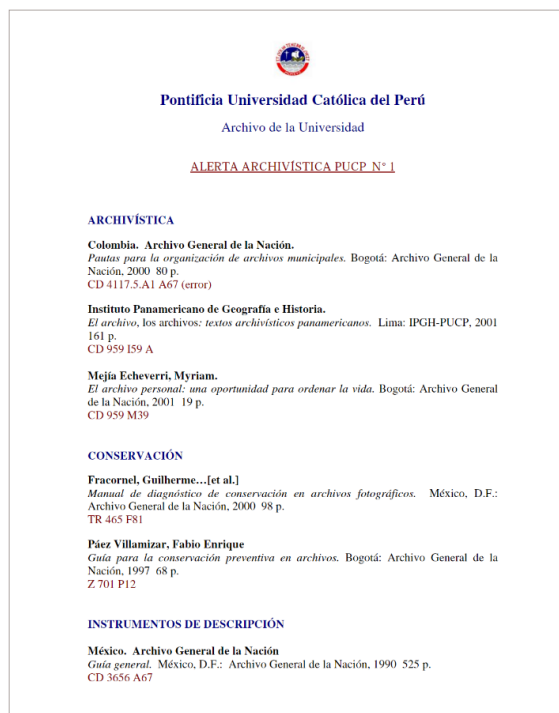 Pontificia Universidad Católica del Perú
Archivo de la Universidad
ALERTA ARCHIVÍSTICA PUCP N° 1
ARCHIVÍSTICA
Colombia. Archivo General de la Nación.
Pautas para la organización de archivos municipales. Bogotá: Archivo General de la
Nación, 2000 80 p.
CD 4117.5.A1 A67 (error)
Instituto Panamericano de Geografía e Historia.
El archivo, los archivos: textos archivísticos panamericanos. Lima: IPGH-PUCP, 2001
161 p.
CD 959 I59 A
Mejía Echeverri, Myriam.
El archivo personal: una oportunidad para ordenar la vida. Bogotá: Archivo General
de la Nación, 2001 19 p.
CD 959 M39
CONSERVACIÓN
Fracornel, Guilherme…[et al.]
Manual de diagnóstico de conservación en archivos fotográficos. México, D.F.:
Archivo General de la Nación, 2000 98 p.
TR 465 F81
Páez Villamizar, Fabio Enrique
Guía para la conservación preventiva en archivos. Bogotá: Archivo General de la
Nación, 1997 68 p.
Z 701 P12
INSTRUMENTOS DE DESCRIPCIÓN
México. Archivo General de la Nación
Guía general. México, D.F.: Archivo General de la Nación, 1990 525 p.
CD 3656 A67